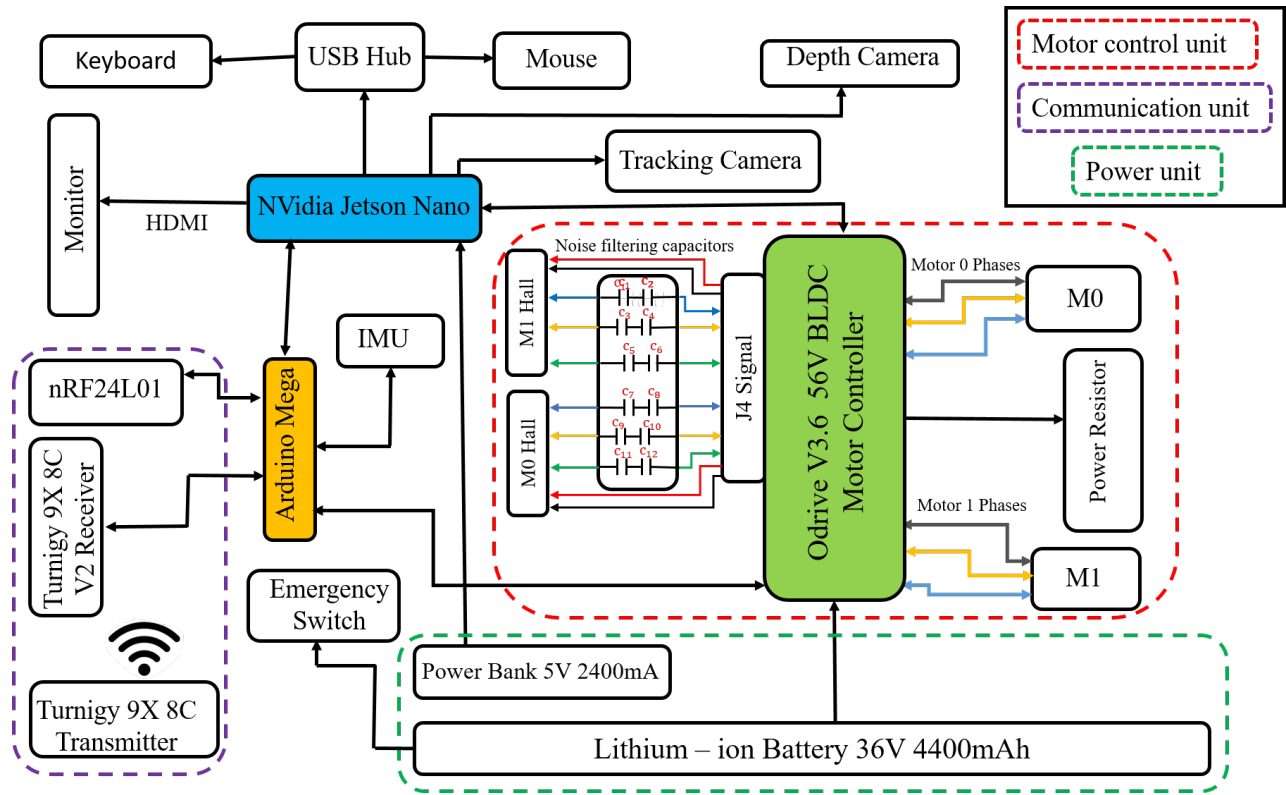 Keyboard
USB Hub
Mouse
Depth Camera
Motor control unit
Communication unit
Power unit
Monitor
HDMI
NVidia Jetson Nano
Tracking Camera
Noise filtering capacitors
M1 Hall
M0 Hall
C2
C3
C4
C5
C6
C7
C8
C9
C10
C11
C12
J4 Signal
Odrive V3.6 56V BLDC
Motor Controller
Motor 0 Phases
M0
Power Resistor
Motor 1 Phases
M1
IMU
nRF24L01
Arduino Mega
Turnigy 9X 8C
V2 Receiver
Turnigy 9X 8C
Transmitter
Emergency
Switch
Power Bank 5V 2400mA
Lithium – ion Battery 36V 4400mAh